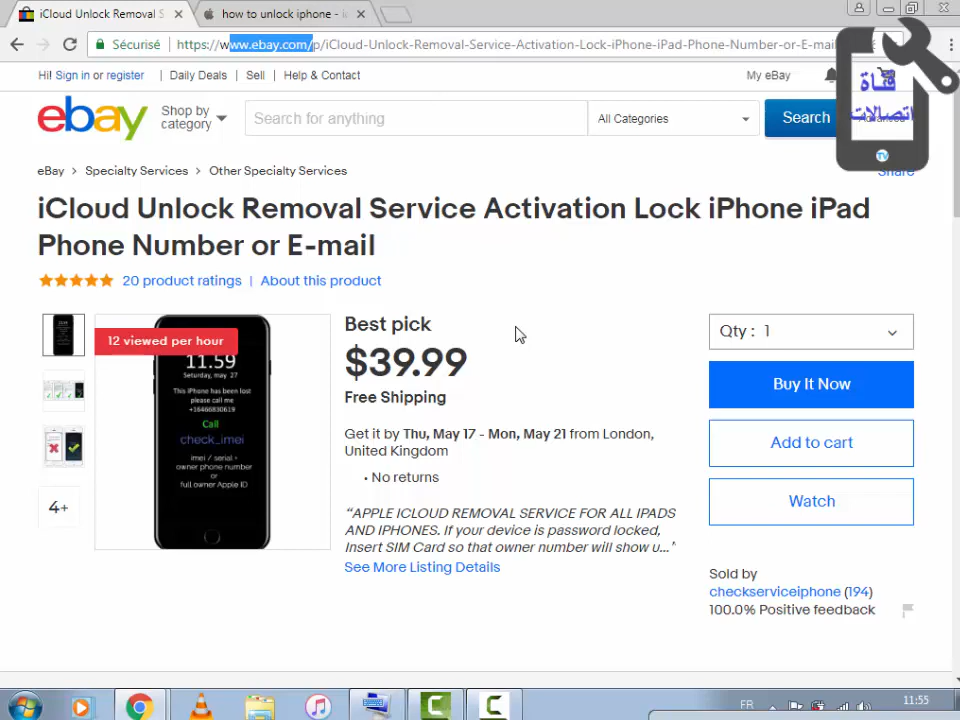 iCloud Unlock Removal S
how to unlock iphone - i
Sécurisé
https://www.ebay.com/p/iCloud-Unlock-Removal-Service-Activation-Lock-iPhone-iPad-Phone-Number-or-E-mai
Hi! Sign in or register
Daily Deals
Sell
Help & Contact
My eBay
قناة
اتصالات
TV
ebay
Shop by
category
Search for anything
All Categories
Search
Advanced
Share
eBay > Specialty Services > Other Specialty Services
iCloud Unlock Removal Service Activation Lock iPhone iPad
Phone Number or E-mail
20 product ratings | About this product
12 viewed per hour
11.59
Saturday, may 27
This iPhone has been lost
please call me
+16466830619
Call
check_imei
imei / serial +
owner phone number
or
full owner Apple ID
4+
Best pick
$39.99
Free Shipping
Get it by Thu, May 17 - Mon, May 21 from London,
United Kingdom
• No returns
“APPLE ICLOUD REMOVAL SERVICE FOR ALL IPADS
AND IPHONES. If your device is password locked,
Insert SIM Card so that owner number will show u...”
See More Listing Details
Qty : 1
Buy It Now
Add to cart
Watch
Sold by
checkserviceiphone (194)
100.0% Positive feedback
FR
11:55